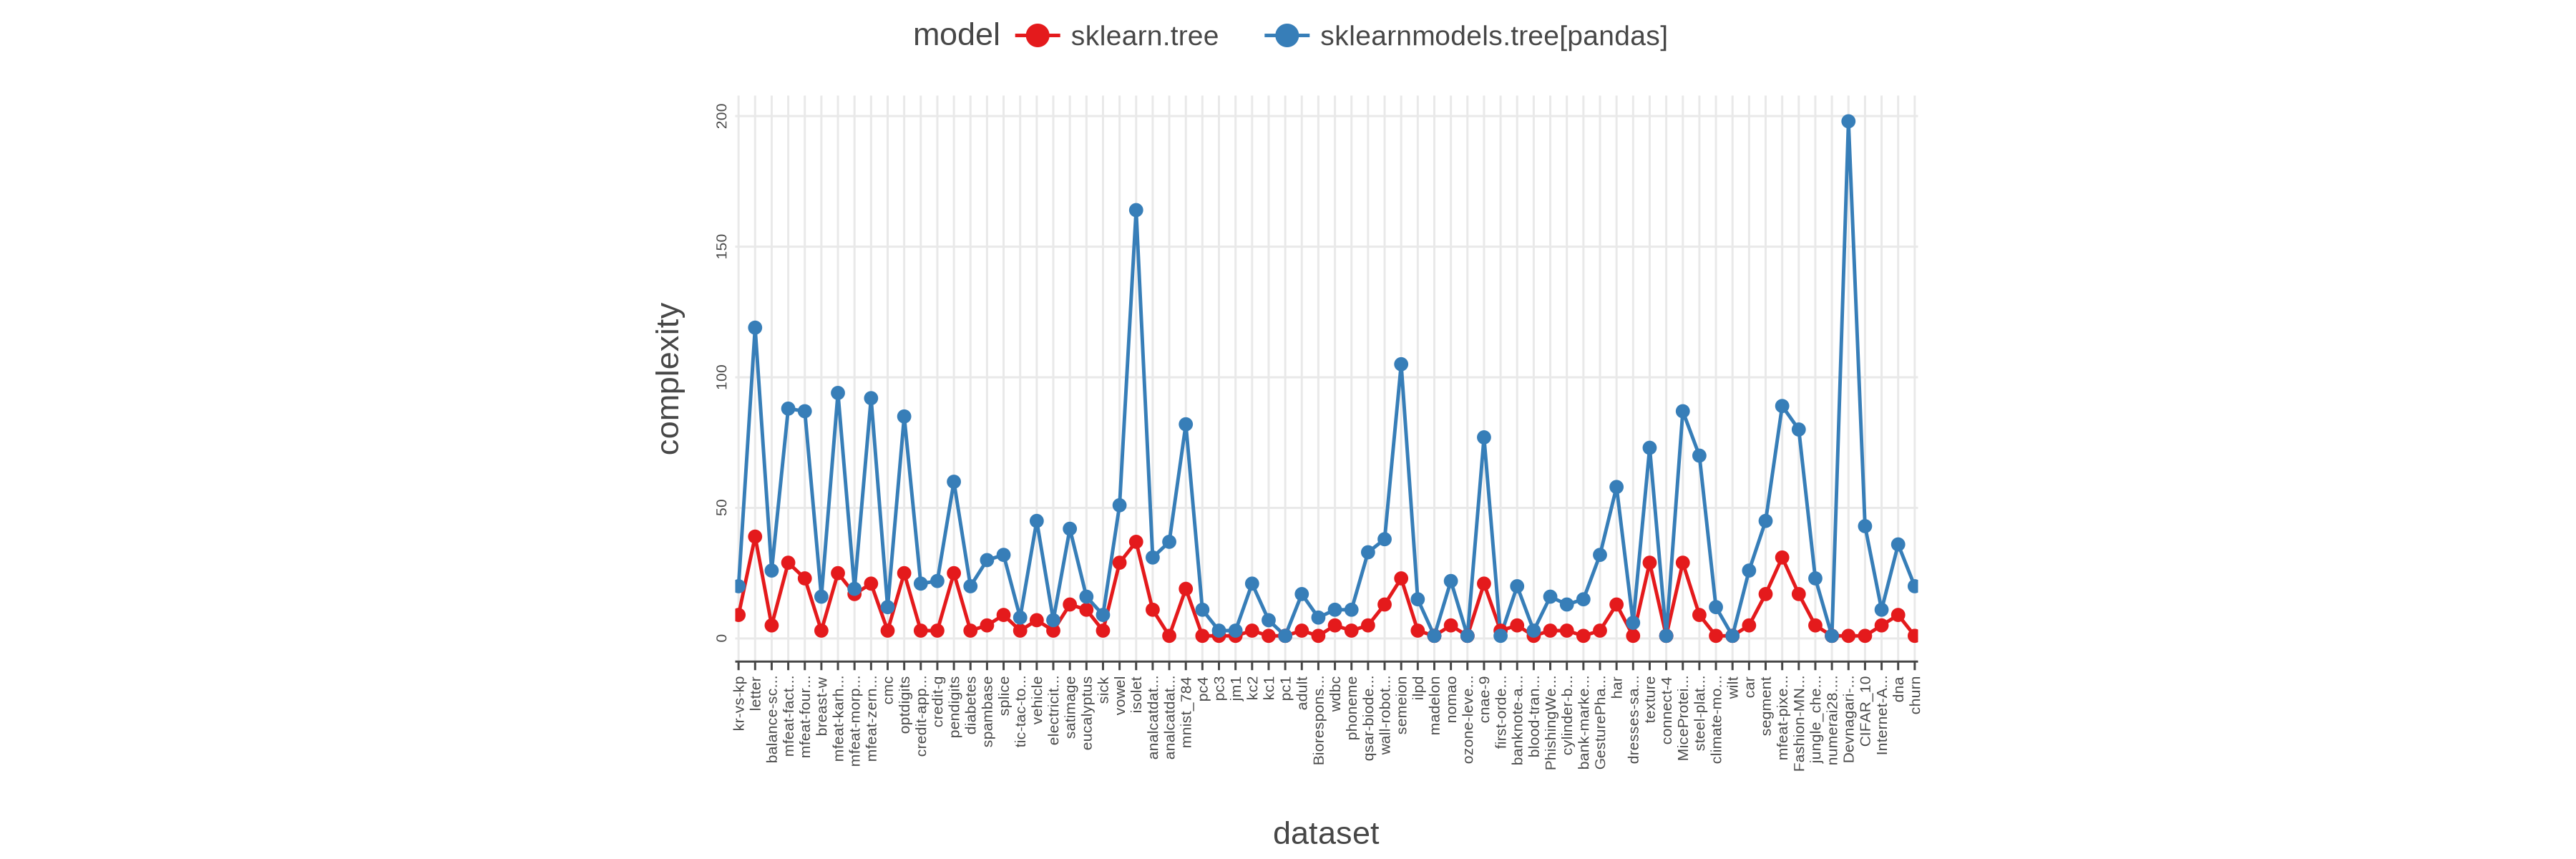 model sklearn.tree sklearnmodels.tree[pandas]
200
150
100
50
0
complexity
kr-vs-kp
letter
balance-sc...
mfeat-fact...
mfeat-four...
breast-w
mfeat-karh...
mfeat-morp...
mfeat-zern...
cmc
optdigits
credit-app...
credit-g
pendigits
diabetes
spambase
splice
tic-tac-to...
vehicle
electricit...
satimage
eucalyptus
sick
vowel
isolet
analcatdat...
analcatdat...
mnist_784
pc4
pc3
jm1
kc2
kc1
pc1
adult
Biorespons...
wdbc
phoneme
qsar-biode...
wall-robot...
semeion
ilpd
madelon
nomao
ozone-leve...
cnae-9
first-orde...
banknote-a...
blood-tran...
PhishingWe...
cylinder-b...
bank-marke...
GesturePha...
har
dresses-sa...
texture
connect-4
MiceProtei...
steel-plat...
climate-mo...
wilt
car
segment
mfeat-pixe...
Fashion-MN...
jungle_che...
numerai28....
Devnagari-...
CIFAR_10
Internet-A...
dna
churn
dataset